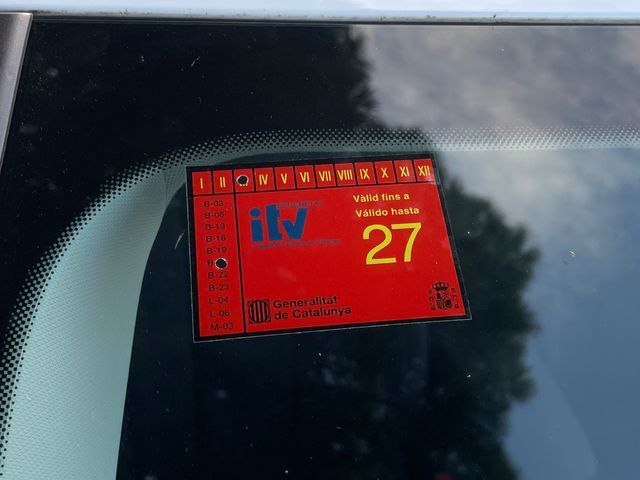 I II IV V VI VII VIII IX X XI XII
B-03
B-06
B-13
B-16
B-19
B-22
B-23
L-04
L-06
M-03
itv
Vàlid fins a
Válido hasta
27
Generalitat
de Catalunya